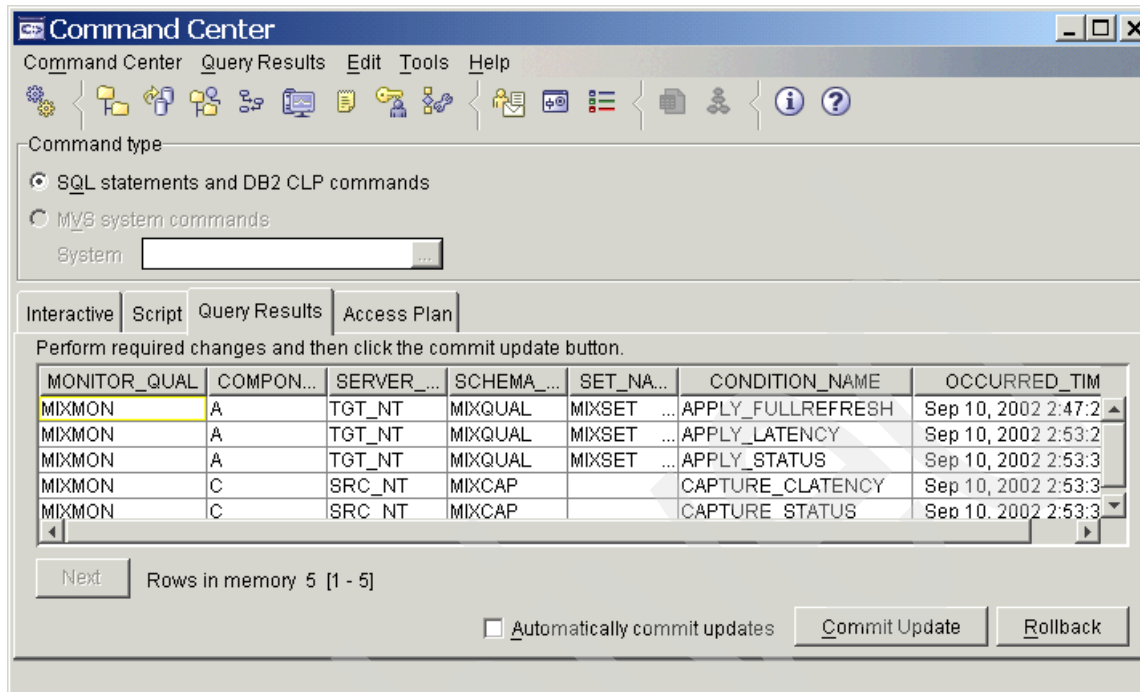 Command Center
Command Center Query Results Edit Tools Help
Command type
SQL statements and DB2 CLP commands
MVS system commands
System ...
Interactive Script Query Results Access Plan
Perform required changes and then click the commit update button.
MONITOR_QUAL COMPON... SERVER_... SCHEMA_... SET_NA... CONDITION_NAME OCCURRED_TIM
MIXMON A TGT_NT MIXQUAL MIXSET ... APPLY_FULLREFRESH Sep 10, 2002 2:47:2
MIXMON A TGT_NT MIXQUAL MIXSET ... APPLY_LATENCY Sep 10, 2002 2:53:2
MIXMON A TGT_NT MIXQUAL MIXSET ... APPLY_STATUS Sep 10, 2002 2:53:3
MIXMON C SRC_NT MIXCAP CAPTURE_CLATENCY Sep 10, 2002 2:53:3
MIXMON C SRC_NT MIXCAP CAPTURE_STATUS Sep 10, 2002 2:53:3
Next Rows in memory 5 [1 - 5]
Automatically commit updates Commit Update Rollback